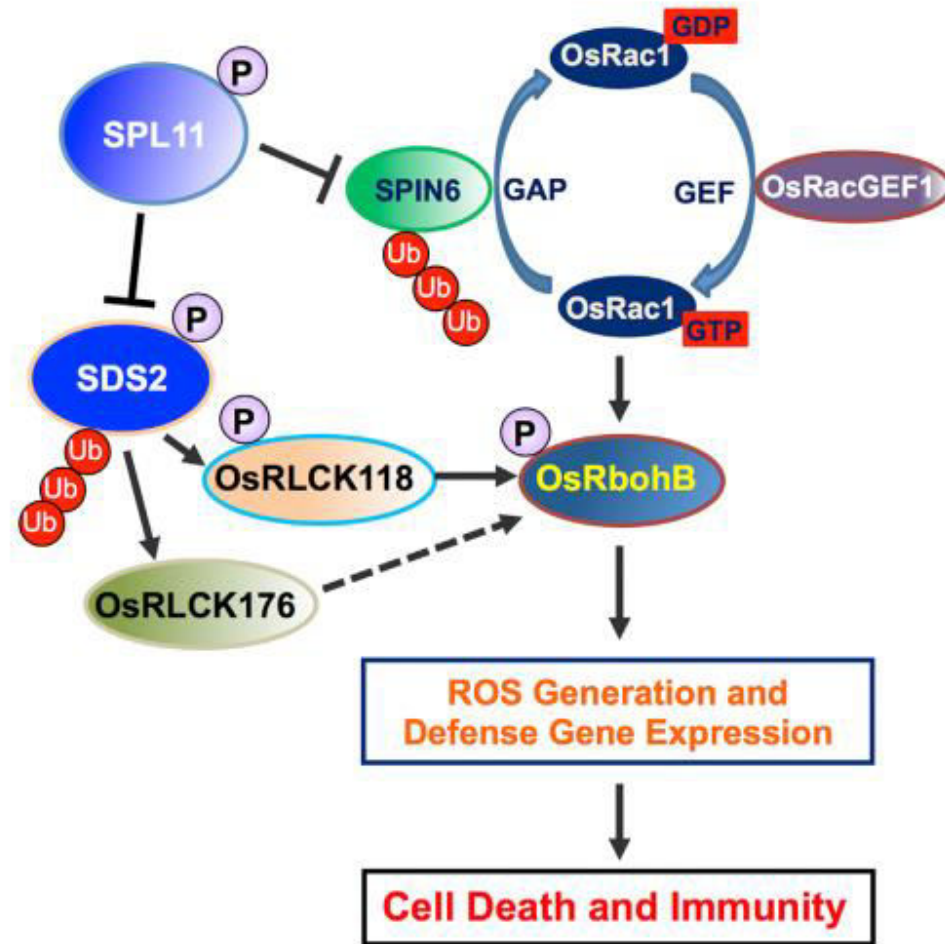 GDP
OsRac1
P
SPL11
SPIN6
GAP
GEF
OsRacGEF1
Ub
Ub
Ub
OsRac1
GTP
P
SDS2
P
P
Ub
Ub
Ub
OsRLCK118
OsRbohB
OsRLCK176
ROS Generation and
Defense Gene Expression
Cell Death and Immunity